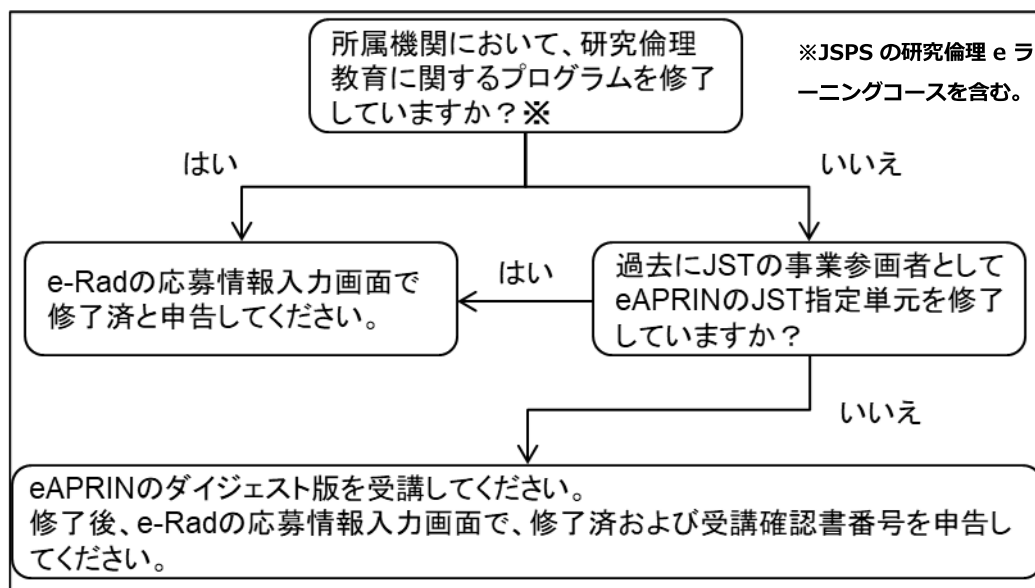 所属機関において、研究倫理
教育に関するプログラムを修了
していますか？※
※JSPS の研究倫理 e ラ
ーニングコースを含む。
はい
いいえ
e-Radの応募情報入力画面で
修了済と申告してください。
はい
過去にJSTの事業参画者として
eAPRINのJST指定単元を修了
していますか？
いいえ
eAPRINのダイジェスト版を受講してください。
修了後、e-Radの応募情報入力画面で、修了済および受講確認書番号を申告し
てください。